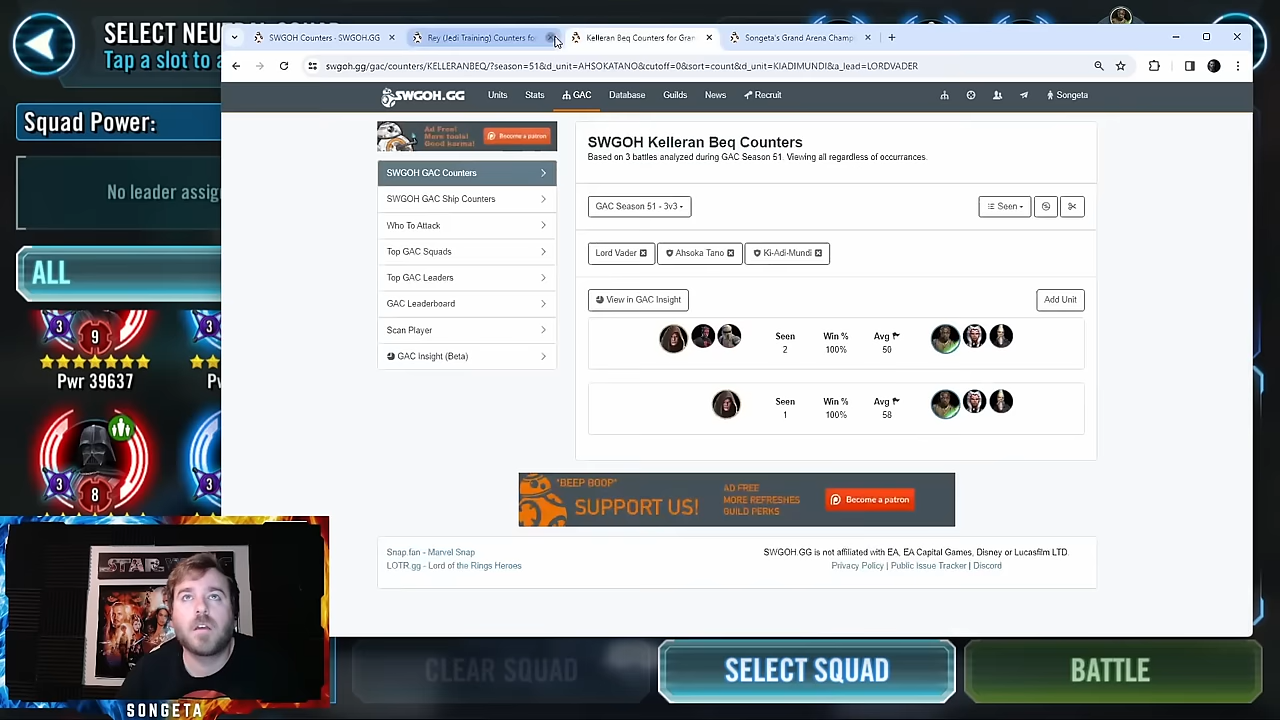 SELECT NEU
Tap a slot to a
Squad Power:
No leader assig
ALL
3
9
3
Pwr 39637
Pv
3
8
3
SWGOH Counters - SWGOH.GG
Rey (Jedi Training) Counters fo
Kelleran Beq Counters for Gran
Songeta's Grand Arena Champi
swgoh.gg/gac/counters/KELLERANBEQ/?season=51&d_unit=AHSOKATANO&cutoff=0&sort=count&d_unit=KIADIMUNDI&a_lead=LORDVADER
SWGOH.GG
Units
Stats
GAC
Database
Guilds
News
Recruit
Songeta
Ad Free!
More tools!
Good karma!
Become a patron
SWGOH GAC Counters
SWGOH GAC Ship Counters
Who To Attack
Top GAC Squads
Top GAC Leaders
GAC Leaderboard
Scan Player
GAC Insight (Beta)
SWGOH Kelleran Beq Counters
Based on 3 battles analyzed during GAC Season 51. Viewing all regardless of occurrances.
GAC Season 51 - 3v3
Seen
Lord Vader
Ahsoka Tano
Ki-Adi-Mundi
View in GAC Insight
Add Unit
Seen Win % Avg
2 100% 50
Seen Win % Avg
1 100% 58
"BEEP BOOP"
SUPPORT US!
AD FREE
MORE REFRESHES
GUILD PERKS
Become a patron
Snap.fan - Marvel Snap
LOTR.gg - Lord of the Rings Heroes
SWGOH.GG is not affiliated with EA, EA Capital Games, Disney or Lucasfilm LTD.
Privacy Policy | Public Issue Tracker | Discord
STAR W
SONGETA
CLEAR SQUAD
SELECT SQUAD
BATTLE